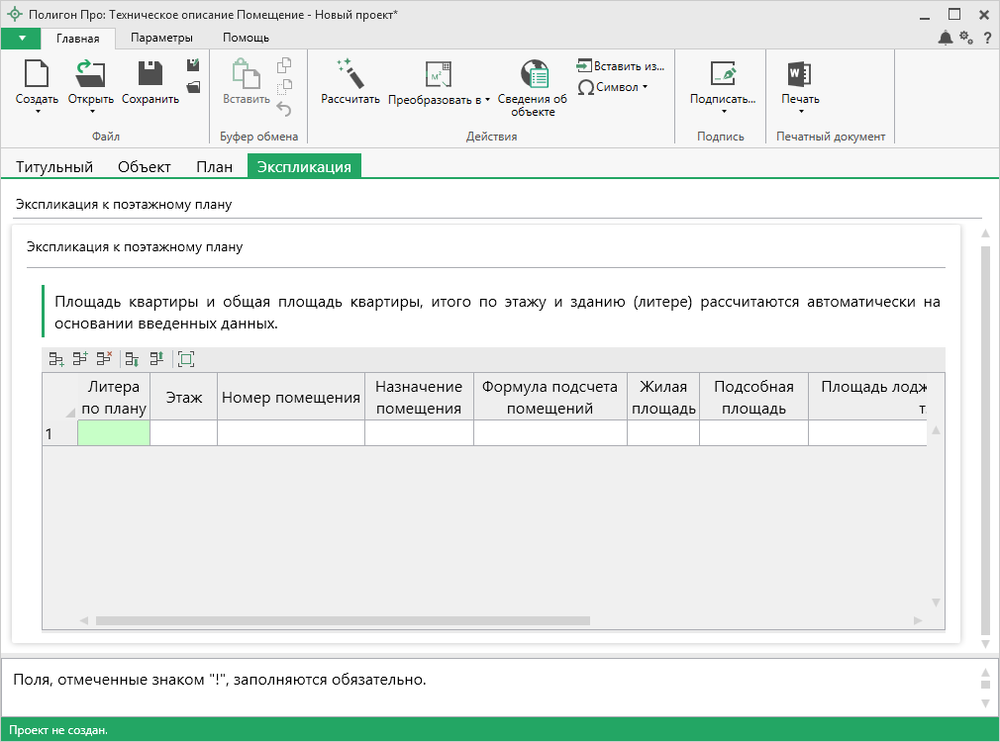 Полигон Про: Техническое описание Помещение - Новый проект*
Главная Параметры Помощь ?
Создать Открыть Сохранить Вставить Рассчитать Преобразовать в Сведения об объекте Вставить из... Символ Подписать... Печать
Файл Буфер обмена Действия Подпись Печатный документ
Титульный Объект План Экспликация
Экспликация к поэтажному плану
Экспликация к поэтажному плану
Площадь квартиры и общая площадь квартиры, итого по этажу и зданию (литере) рассчитаются автоматически на
основании введенных данных.
Литера по плану Этаж Номер помещения Назначение помещения Формула подсчета помещений Жилая площадь Подсобная площадь Площадь лодж
1
Поля, отмеченные знаком "!", заполняются обязательно.
Проект не создан.